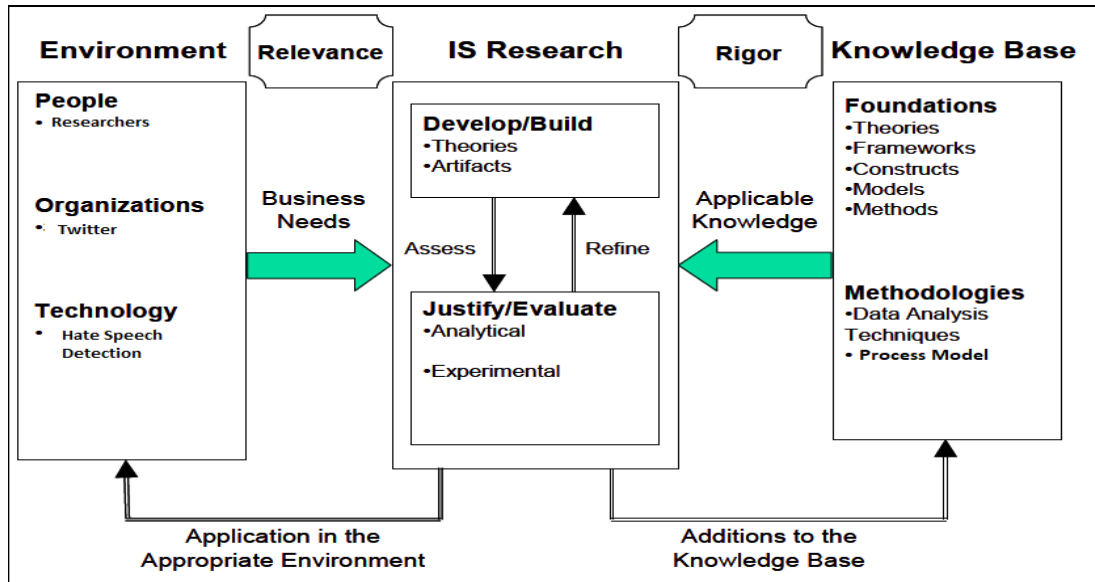 Environment
Relevance
IS Research
Rigor
Knowledge Base
People
• Researchers
Organizations
• Twitter
Technology
• Hate Speech
Detection
Business
Needs
Develop/Build
•Theories
•Artifacts
Assess
Refine
Justify/Evaluate
•Analytical
•Experimental
Applicable
Knowledge
Foundations
•Theories
•Frameworks
•Constructs
•Models
•Methods
Methodologies
•Data Analysis
Techniques
• Process Model
Application in the
Appropriate Environment
Additions to the
Knowledge Base